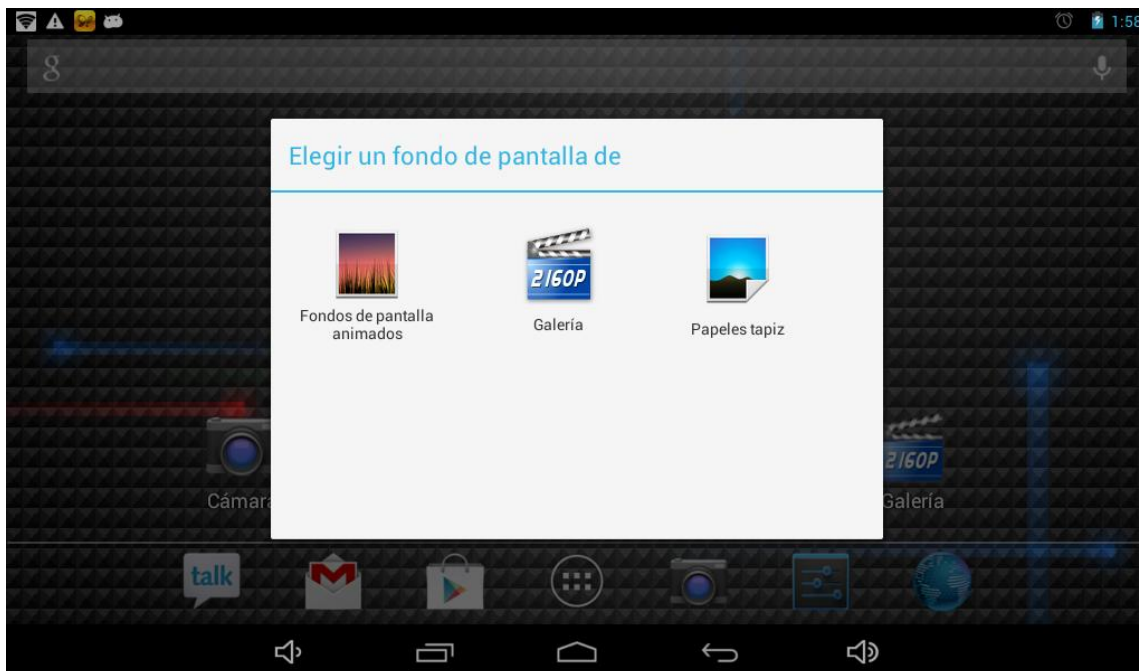 1:58
g
Elegir un fondo de pantalla de
2160P
Fondos de pantalla
animados
Galería
Papeles tapiz
2160P
Cámara
Galería
talk